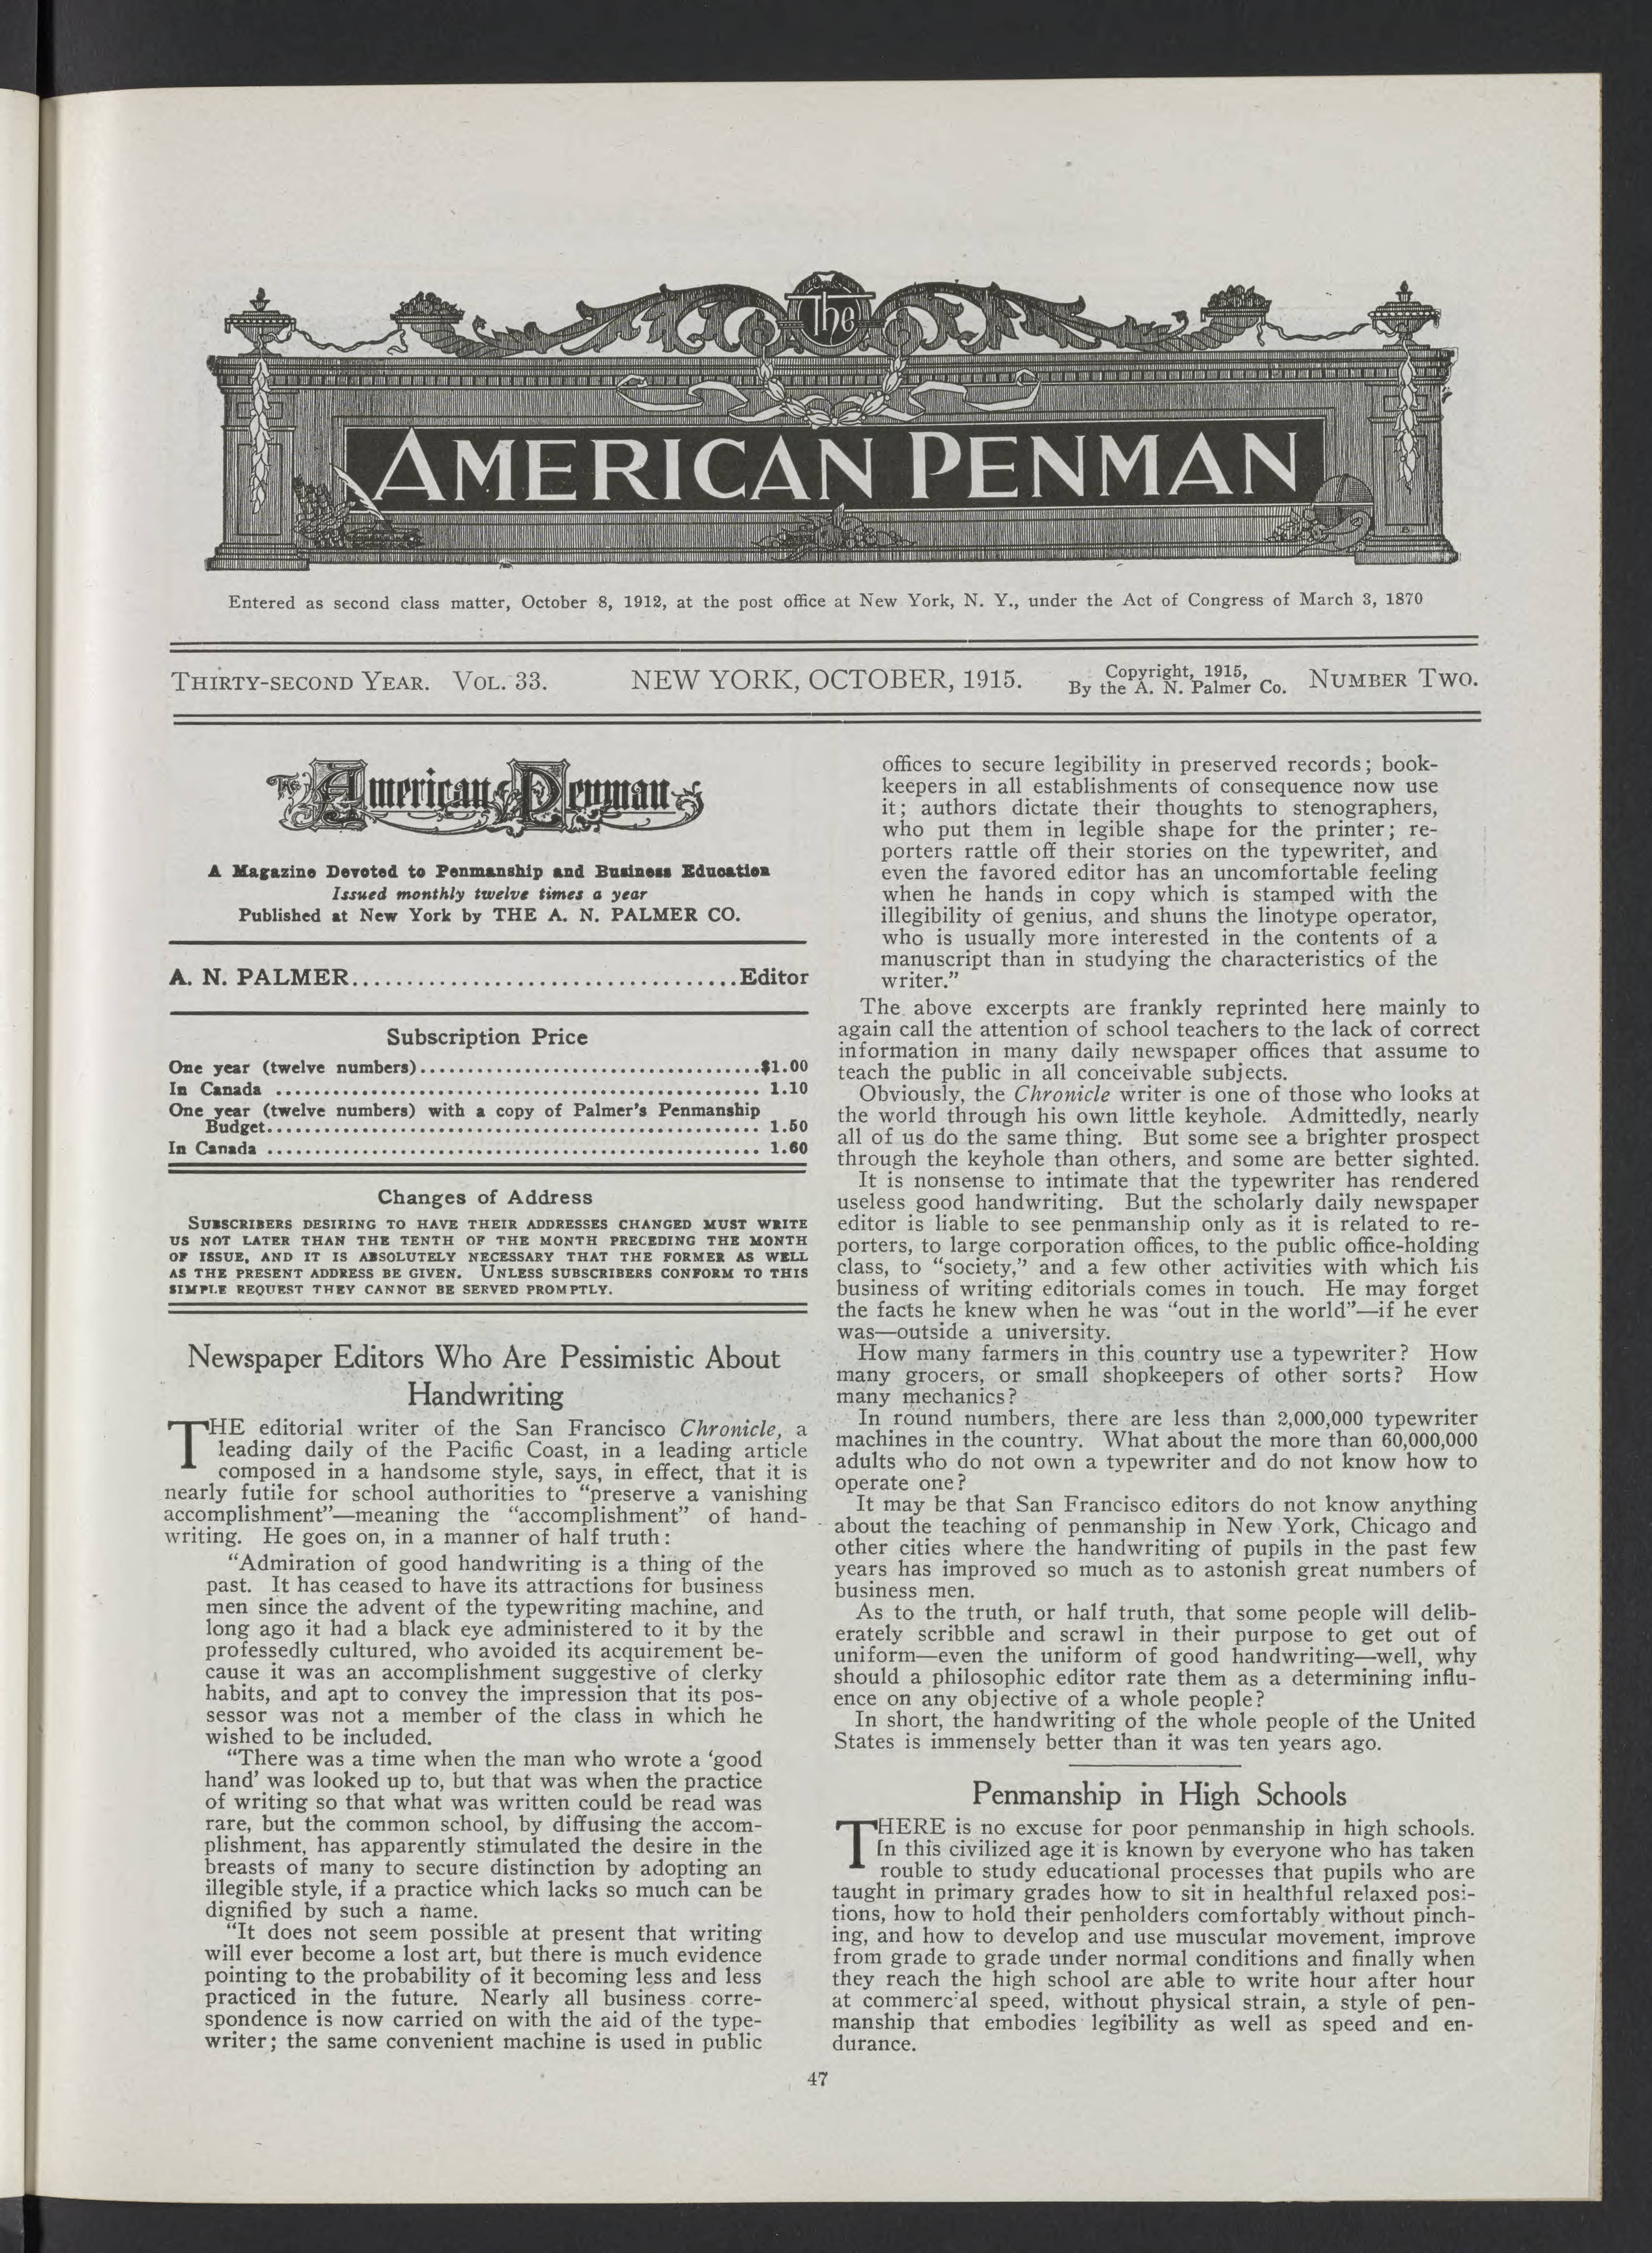 The
AMERICAN PENMAN
Entered as second class matter, October 8, 1912, at the post office at New York, N. Y., under the Act of Congress of March 3, 1870
THIRTY-SECOND YEAR. VOL. 33. NEW YORK, OCTOBER, 1915. Copyright, 1915, By the A. N. Palmer Co. NUMBER TWO.
The American Penman
A Magazine Devoted to Penmanship and Business Education
Issued monthly twelve times a year
Published at New York by THE A. N. PALMER CO.
A. N. PALMER...................................Editor
Subscription Price
One year (twelve numbers)...................................$1.00
In Canada .................................................. 1.10
One year (twelve numbers) with a copy of Palmer's Penmanship
Budget.................................................. 1.50
In Canada .................................................. 1.60
Changes of Address
SUBSCRIBERS DESIRING TO HAVE THEIR ADDRESSES CHANGED MUST WRITE
US NOT LATER THAN THE TENTH OF THE MONTH PRECEDING THE MONTH
OF ISSUE, AND IT IS ABSOLUTELY NECESSARY THAT THE FORMER AS WELL
AS THE PRESENT ADDRESS BE GIVEN. UNLESS SUBSCRIBERS CONFORM TO THIS
SIMPLE REQUEST THEY CANNOT BE SERVED PROMPTLY.
Newspaper Editors Who Are Pessimistic About
Handwriting
THE editorial writer of the San Francisco Chronicle, a
leading daily of the Pacific Coast, in a leading article
composed in a handsome style, says, in effect, that it is
nearly futile for school authorities to "preserve a vanishing
accomplishment"—meaning the "accomplishment" of hand-
writing. He goes on, in a manner of half truth:
"Admiration of good handwriting is a thing of the
past. It has ceased to have its attractions for business
men since the advent of the typewriting machine, and
long ago it had a black eye administered to it by the
professedly cultured, who avoided its acquirement be-
cause it was an accomplishment suggestive of clerky
habits, and apt to convey the impression that its pos-
sessor was not a member of the class in which he
wished to be included.
"There was a time when the man who wrote a 'good
hand' was looked up to, but that was when the practice
of writing so that what was written could be read was
rare, but the common school, by diffusing the accom-
plishment, has apparently stimulated the desire in the
breasts of many to secure distinction by adopting an
illegible style, if a practice which lacks so much can be
dignified by such a name.
"It does not seem possible at present that writing
will ever become a lost art, but there is much evidence
pointing to the probability of it becoming less and less
practiced in the future. Nearly all business corre-
spondence is now carried on with the aid of the type-
writer; the same convenient machine is used in public
offices to secure legibility in preserved records; book-
keepers in all establishments of consequence now use
it; authors dictate their thoughts to stenographers,
who put them in legible shape for the printer; re-
porters rattle off their stories on the typewriter, and
even the favored editor has an uncomfortable feeling
when he hands in copy which is stamped with the
illegibility of genius, and shuns the linotype operator,
who is usually more interested in the contents of a
manuscript than in studying the characteristics of the
writer."
The above excerpts are frankly reprinted here mainly to
again call the attention of school teachers to the lack of correct
information in many daily newspaper offices that assume to
teach the public in all conceivable subjects.
Obviously, the Chronicle writer is one of those who looks at
the world through his own little keyhole. Admittedly, nearly
all of us do the same thing. But some see a brighter prospect
through the keyhole than others, and some are better sighted.
It is nonsense to intimate that the typewriter has rendered
useless good handwriting. But the scholarly daily newspaper
editor is liable to see penmanship only as it is related to re-
porters, to large corporation offices, to the public office-holding
class, to "society," and a few other activities with which his
business of writing editorials comes in touch. He may forget
the facts he knew when he was "out in the world"—if he ever
was—outside a university.
How many farmers in this country use a typewriter? How
many grocers, or small shopkeepers of other sorts? How
many mechanics?
In round numbers, there are less than 2,000,000 typewriter
machines in the country. What about the more than 60,000,000
adults who do not own a typewriter and do not know how to
operate one?
It may be that San Francisco editors do not know anything
about the teaching of penmanship in New York, Chicago and
other cities where the handwriting of pupils in the past few
years has improved so much as to astonish great numbers of
business men.
As to the truth, or half truth, that some people will delib-
erately scribble and scrawl in their purpose to get out of
uniform—even the uniform of good handwriting—well, why
should a philosophic editor rate them as a determining influ-
ence on any objective of a whole people?
In short, the handwriting of the whole people of the United
States is immensely better than it was ten years ago.
Penmanship in High Schools
THERE is no excuse for poor penmanship in high schools.
In this civilized age it is known by everyone who has taken
rouble to study educational processes that pupils who are
taught in primary grades how to sit in healthful relaxed posi-
tions, how to hold their penholders comfortably without pinch-
ing, and how to develop and use muscular movement, improve
from grade to grade under normal conditions and finally when
they reach the high school are able to write hour after hour
at commercial speed, without physical strain, a style of pen-
manship that embodies legibility as well as speed and en-
durance.
47